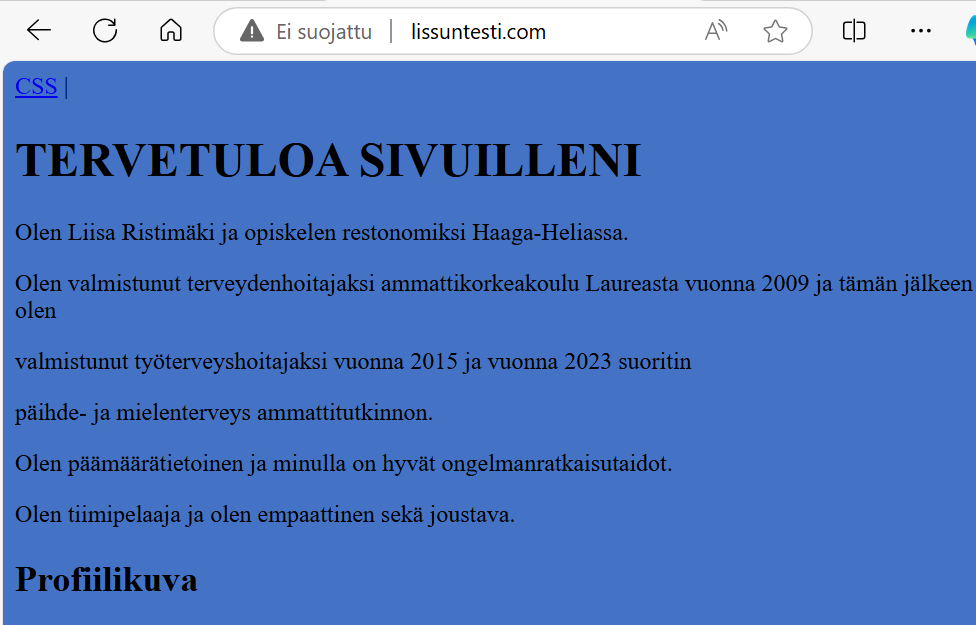 Ei suojattu | lissuntesti.com
CSS |
TERVETULOA SIVUILLENI
Olen Liisa Ristimäki ja opiskelen restonomiksi Haaga-Heliassa.
Olen valmistunut terveydenhoitajaksi ammattikorkeakoulu Laureasta vuonna 2009 ja tämän jälkeen
olen
valmistunut työterveyshoitajaksi vuonna 2015 ja vuonna 2023 suoritin
päihde- ja mielenterveys ammattitutkinnon.
Olen päämäärätietoinen ja minulla on hyvät ongelmanratkaisutaidot.
Olen tiimipelaaja ja olen empaattinen sekä joustava.
Profiilikuva